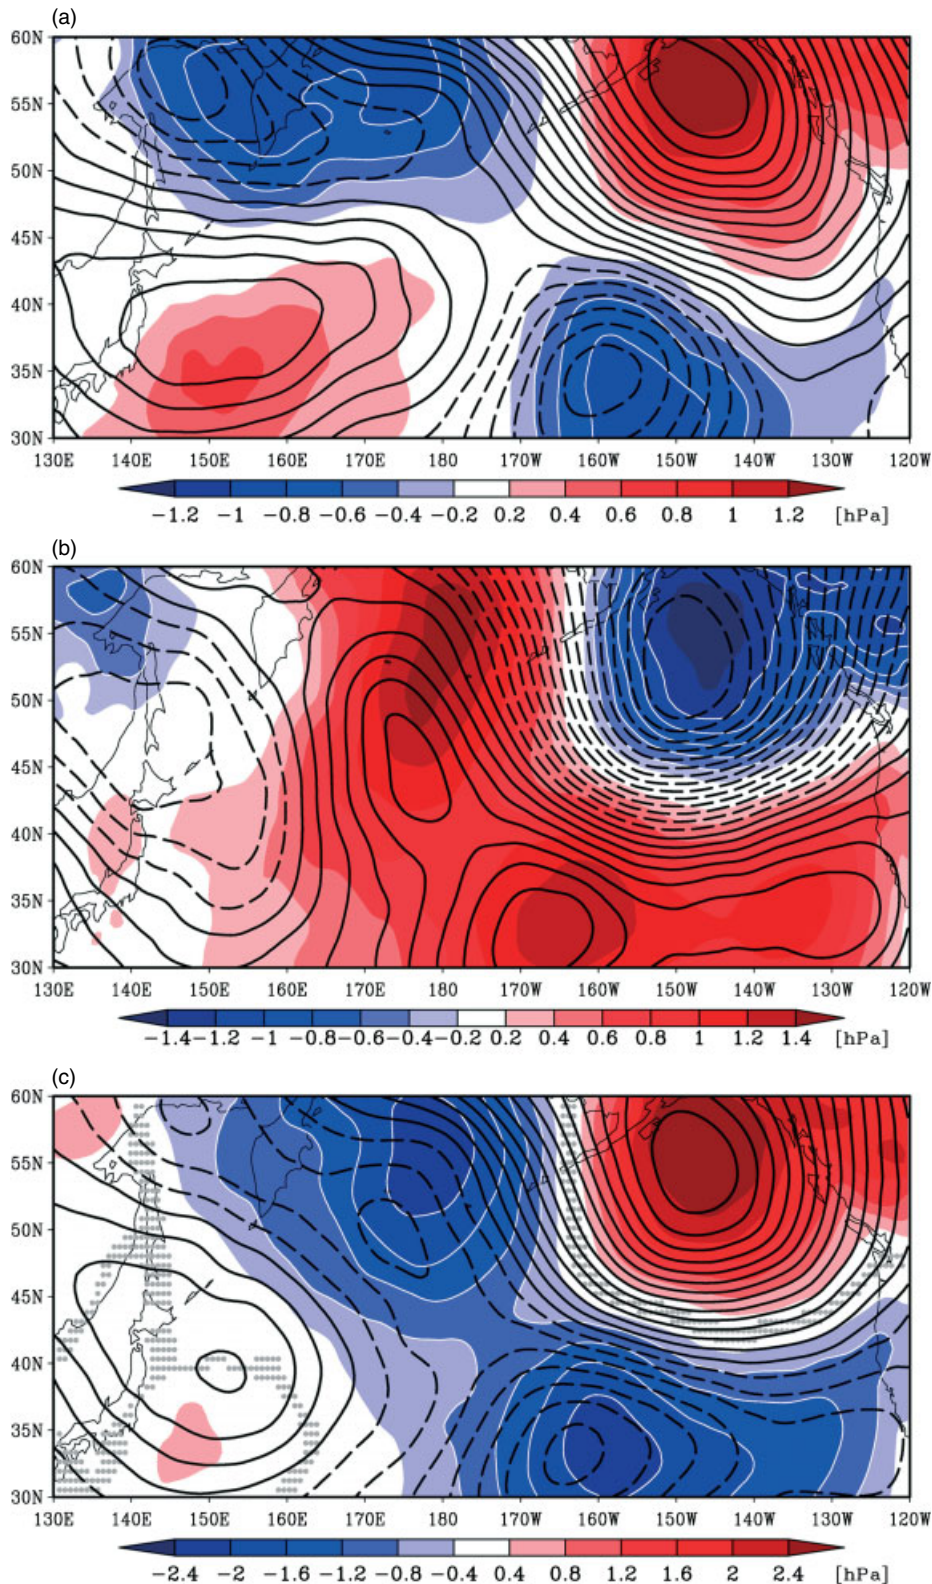 (a)
60N
55N
50N
45N
40N
35N
30N
130E 140E 150E 160E 170E 180 170W 160W 150W 140W 130W 120W
−1.2 −1 −0.8 −0.6 −0.4 −0.2 0.2 0.4 0.6 0.8 1 1.2 [hPa]
(b)
60N
55N
50N
45N
40N
35N
30N
130E 140E 150E 160E 170E 180 170W 160W 150W 140W 130W 120W
−1.4 −1.2 −1 −0.8 −0.6 −0.4 −0.2 0.2 0.4 0.6 0.8 1 1.2 1.4 [hPa]
(c)
60N
55N
50N
45N
40N
35N
30N
130E 140E 150E 160E 170E 180 170W 160W 150W 140W 130W 120W
−2.4 −2 −1.6 −1.2 −0.8 −0.4 0.4 0.8 1.2 1.6 2 2.4 [hPa]